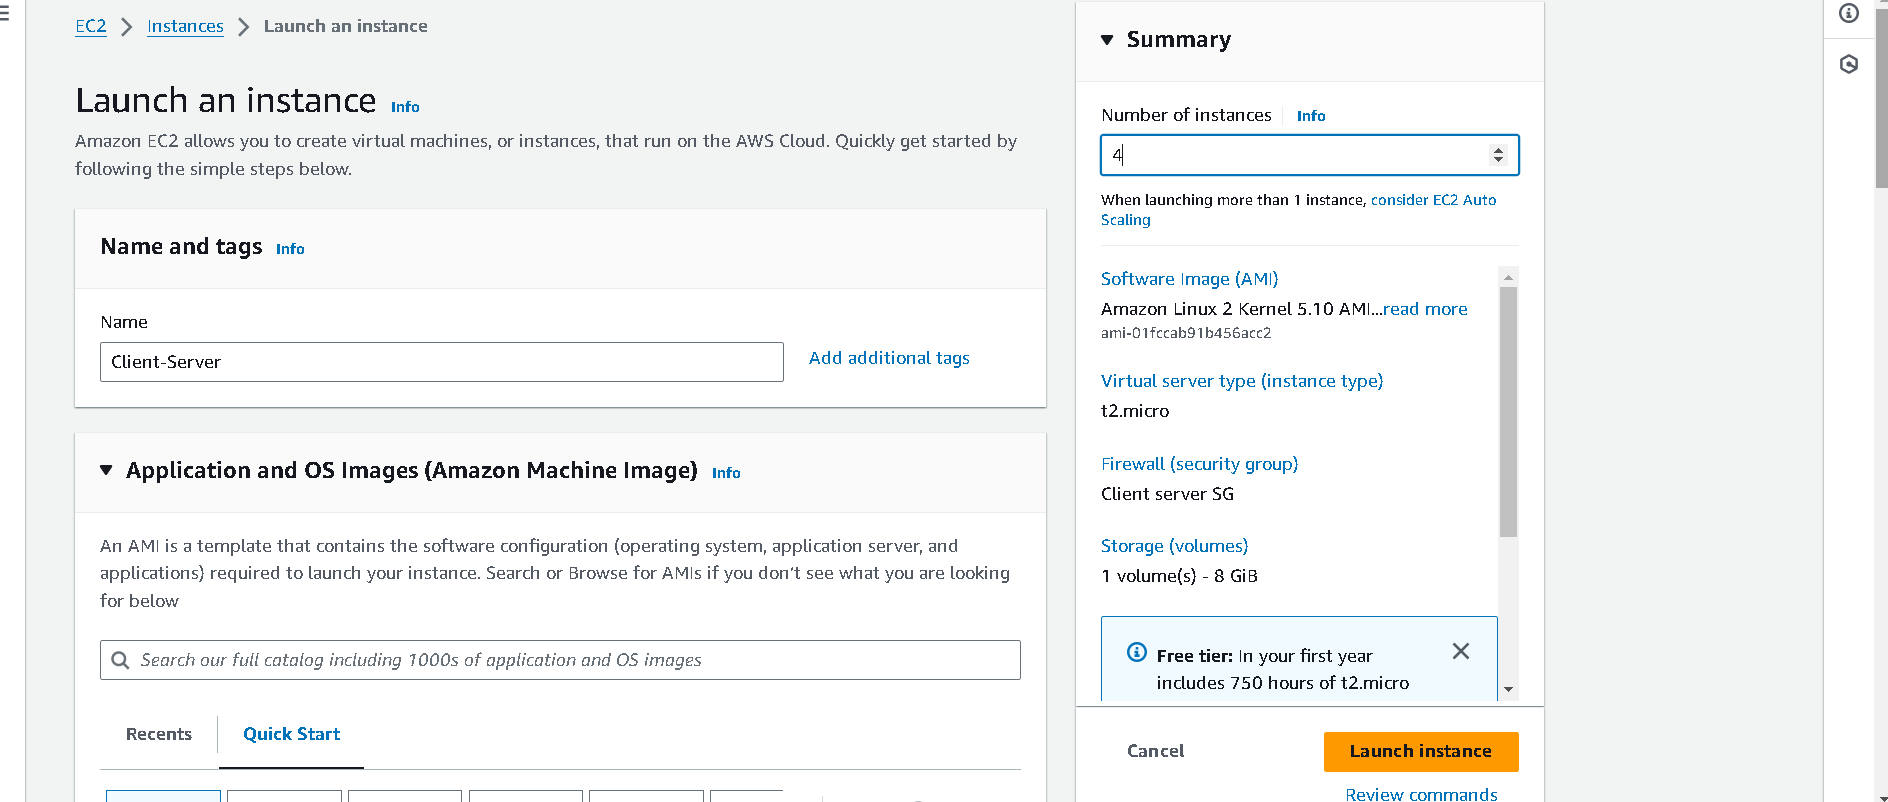 EC2 > Instances > Launch an instance
Launch an instance Info
Amazon EC2 allows you to create virtual machines, or instances, that run on the AWS Cloud. Quickly get started by
following the simple steps below.
Name and tags Info
Name
Client-Server
Add additional tags
Application and OS Images (Amazon Machine Image) Info
An AMI is a template that contains the software configuration (operating system, application server, and
applications) required to launch your instance. Search or Browse for AMIs if you don't see what you are looking
for below
Search our full catalog including 1000s of application and OS images
Recents
Quick Start
Summary
Number of instances Info
4
When launching more than 1 instance, consider EC2 Auto
Scaling
Software Image (AMI)
Amazon Linux 2 Kernel 5.10 AMI...read more
ami-01fccab91b456acc2
Virtual server type (instance type)
t2.micro
Firewall (security group)
Client server SG
Storage (volumes)
1 volume(s) - 8 GiB
Free tier: In your first year
includes 750 hours of t2.micro
Cancel
Launch instance
Review commands